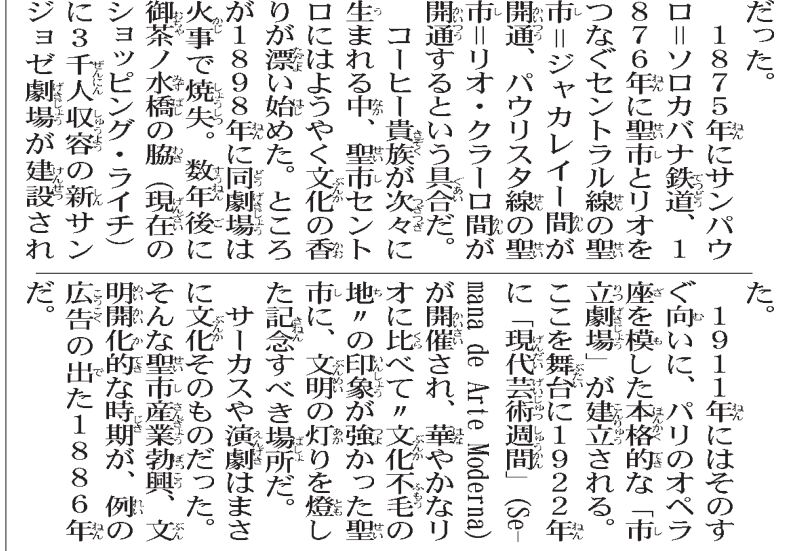 だった。
　1875年にサンパウ
ロ＝ソロカバナ鉄道、1
876年に聖市とリオを
つなぐセントラル線の聖
市＝ジャカレイー間が
開通、パウリスタ線の聖
市＝リオ・クラーロ間が
開通するという具合だ。
　コーヒー貴族が次々に
生まれる中、聖市セント
ロにはようやく文化の香
りが漂い始めた。ところ
が1898年に同劇場は
火事で焼失。数年後に
御茶ノ水橋の脇（現在の
ショッピング・ライチ）
に3千人収容の新サン
ジョゼ劇場が建設され
た。
　1911年にはそのす
ぐ向いに、パリのオペラ
座を模した本格的な「市
立劇場」が建立される。
ここを舞台に1922年
に「現代芸術週間」（Se-
mana de Arte Moderna）
が開催され、華やかなリ
オに比べて〃文化不毛の
地〃の印象が強かった聖
市に、文明の灯りを燈し
た記念すべき場所だ。
　サーカスや演劇はまさ
に文化そのものだった。
そんな聖市産業勃興、文
明開化的な時期が、例の
広告の出た1886年
だ。